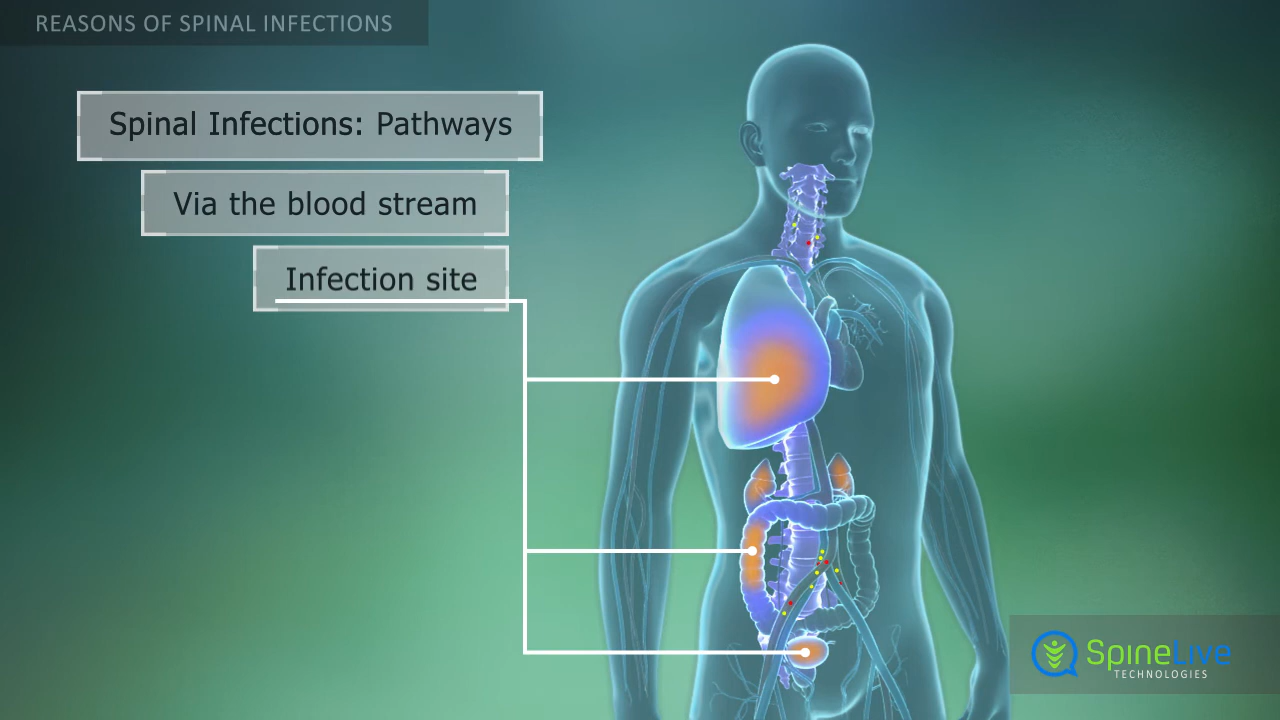 REASONS OF SPINAL INFECTIONS
Spinal Infections: Pathways
Via the blood stream
Infection site
SpineLive
TECHNOLOGIES